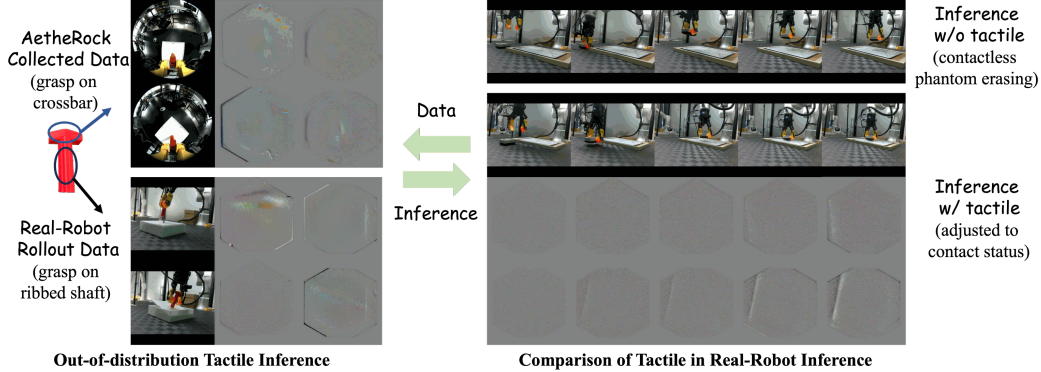 AetheRock
Collected Data
(grasp on
crossbar)
Real-Robot
Rollout Data
(grasp on
ribbed shaft)
Out-of-distribution Tactile Inference
Data
Inference
Inference
w/o tactile
(contactless
phantom erasing)
Inference
w/ tactile
(adjusted to
contact status)
Comparison of Tactile in Real-Robot Inference